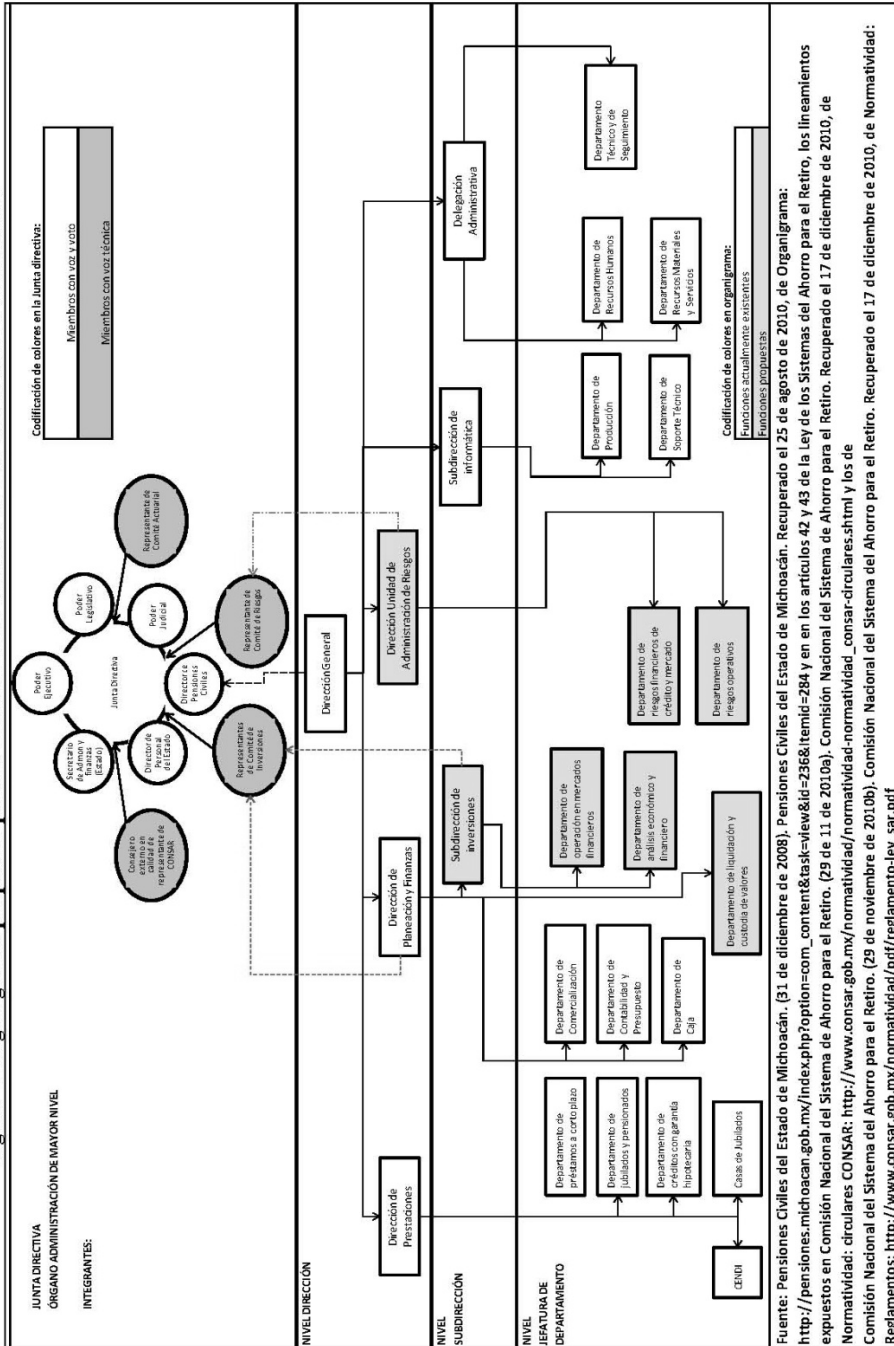 JUNTA DIRECTIVA
ÓRGANO ADMINISTRACIÓN DE MAYOR NIVEL
INTEGRANTES:
Poder
Ejecutivo
Secretario
de Admon y
finanzas
(Estado)
Poder
Legislativo
Junta Directiva
Director de
Personal
del Estado
Poder
Judicial
Director de
Pensiones
Civiles
Consejero
externo en
calidad de
representante de
CONSAR
Representantes
de Comité de
Inversiones
Representante de
Comité de Riesgos
Representante de
Comité Actuarial
Codificación de colores en la Junta directiva:
Miembros con voz y voto
Miembros con voz técnica
NIVEL DIRECCIÓN
Dirección General
Dirección de
Prestaciones
Dirección de
Planeación y Finanzas
Dirección Unidad de
Administración de Riesgos
NIVEL
SUBDIRECCIÓN
Subdirección de
inversiones
Subdirección de
informática
Delegación
Administrativa
NIVEL
JEFATURA DE
DEPARTAMENTO
Departamento de
préstamos a corto plazo
Departamento de
jubilados y pensionados
Departamento de
créditos con garantía
hipotecaria
CENDI
Casas de Jubilados
Departamento de
Comercialización
Departamento de
Contabilidad y
Presupuesto
Departamento de
Caja
Departamento de
operación en mercados
financieros
Departamento de
análisis económico y
financiero
Departamento de liquidación y
custodia de valores
Departamento de
riesgos financieros de
crédito y mercado
Departamento de
riesgos operativos
Departamento de
Producción
Departamento de
Soporte Técnico
Departamento de
Recursos Humanos
Departamento de
Recursos Materiales
y Servicios
Departamento
Técnico y de
Seguimiento
Codificación de colores en organigrama:
Funciones actualmente existentes
Funciones propuestas
Fuente: Pensiones Civiles del Estado de Michoacán. (31 de diciembre de 2008). Pensiones Civiles del Estado de Michoacán. Recuperado el 25 de agosto de 2010, de Organigrama:
http://pensiones.michoacan.gob.mx/index.php?option=com_content&task=view&id=236&Itemid=284 y en los artículos 42 y 43 de la Ley de los Sistemas del Ahorro para el Retiro, los lineamientos
expuestos en Comisión Nacional del Sistema de Ahorro para el Retiro. (29 de 11 de 2010a). Comisión Nacional del Sistema de Ahorro para el Retiro. Recuperado el 17 de diciembre de 2010, de
Normatividad: circulares CONSAR: http://www.consar.gob.mx/normatividad/normatividad-normatividad_consar-circulares.shtml y los de
Comisión Nacional del Sistema del Ahorro para el Retiro. (29 de noviembre de 2010b). Comisión Nacional del Sistema del Ahorro para el Retiro. Recuperado el 17 de diciembre de 2010, de Normatividad:
Reglamentos: http://www.consar.gob.mx/normatividad/pdf/reglamento-ley_sar.pdf